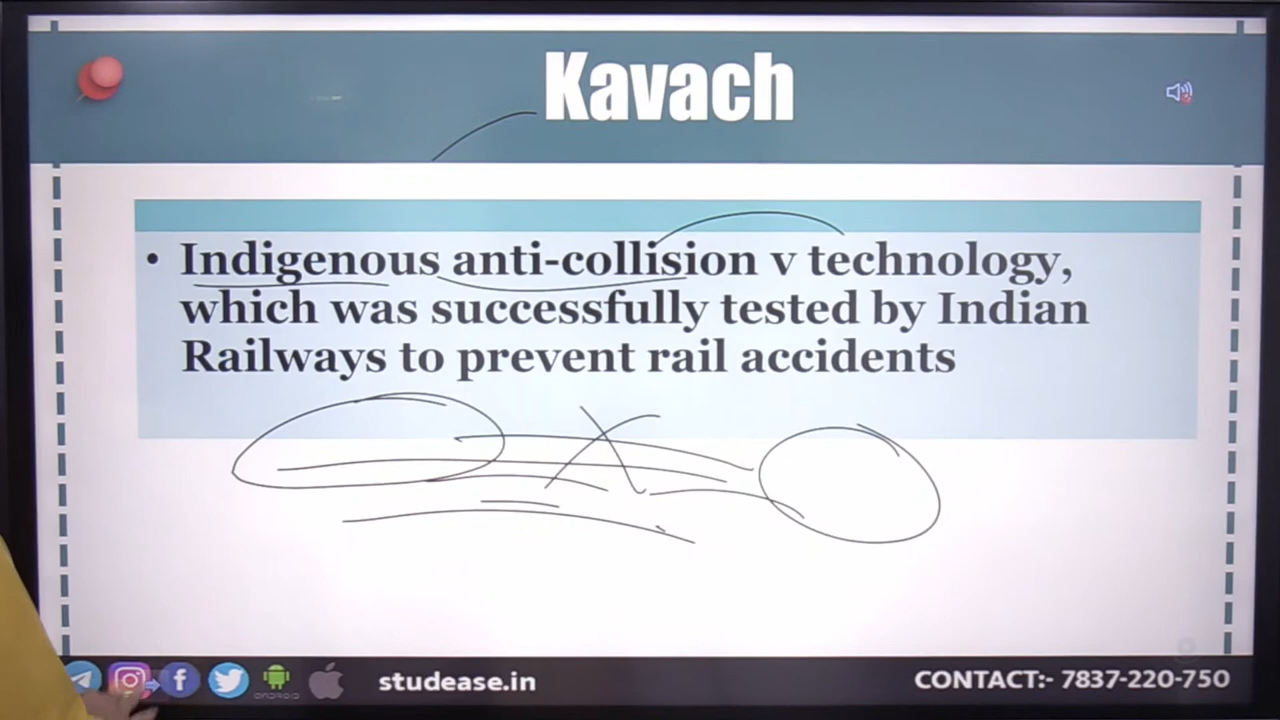 Kavach
• Indigenous anti-collision v technology,
which was successfully tested by Indian
Railways to prevent rail accidents
ANDROID
studease.in
CONTACT:- 7837-220-750